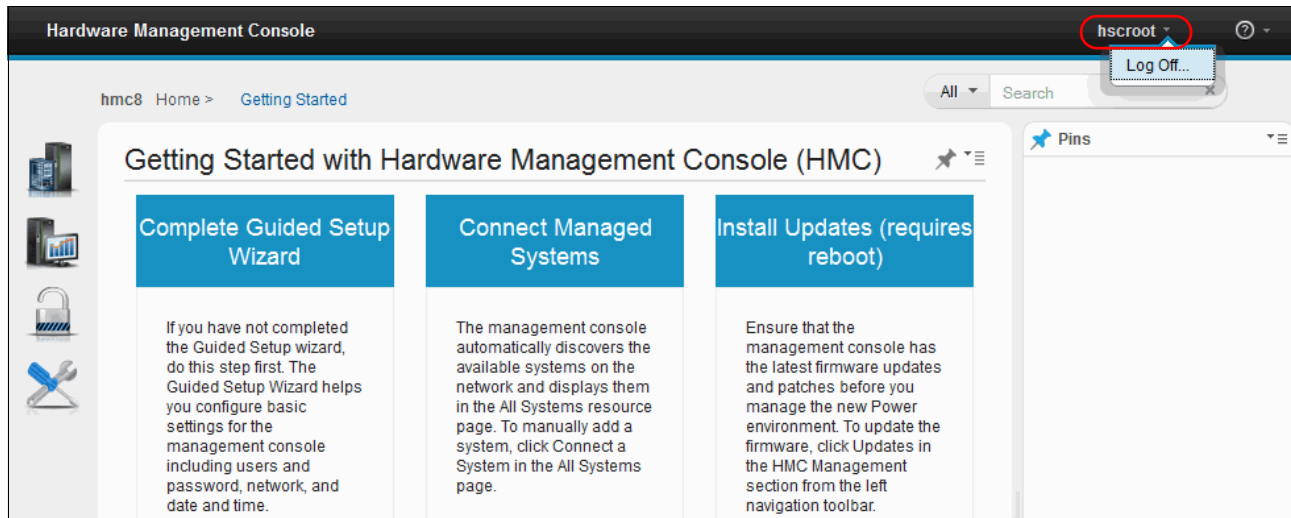 Hardware Management Console
hscroot
Log Off...
hmc8 Home > Getting Started
All Search
Getting Started with Hardware Management Console (HMC)
Pins
Complete Guided Setup
Wizard
If you have not completed
the Guided Setup wizard,
do this step first. The
Guided Setup Wizard helps
you configure basic
settings for the
management console
including users and
password, network, and
date and time.
Connect Managed
Systems
The management console
automatically discovers the
available systems on the
network and displays them
in the All Systems resource
page. To manually add a
system, click Connect a
System in the All Systems
page.
Install Updates (requires
reboot)
Ensure that the
management console has
the latest firmware updates
and patches before you
manage the new Power
environment. To update the
firmware, click Updates in
the HMC Management
section from the left
navigation toolbar.